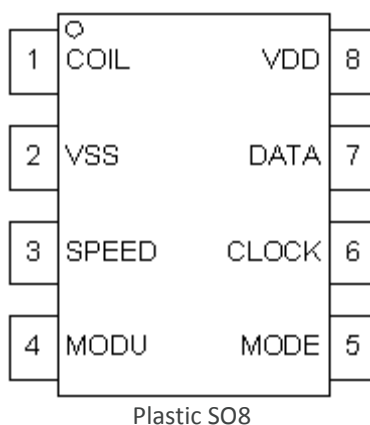 1 COIL VDD 8
2 VSS DATA 7
3 SPEED CLOCK 6
4 MODU MODE 5
Plastic SO8